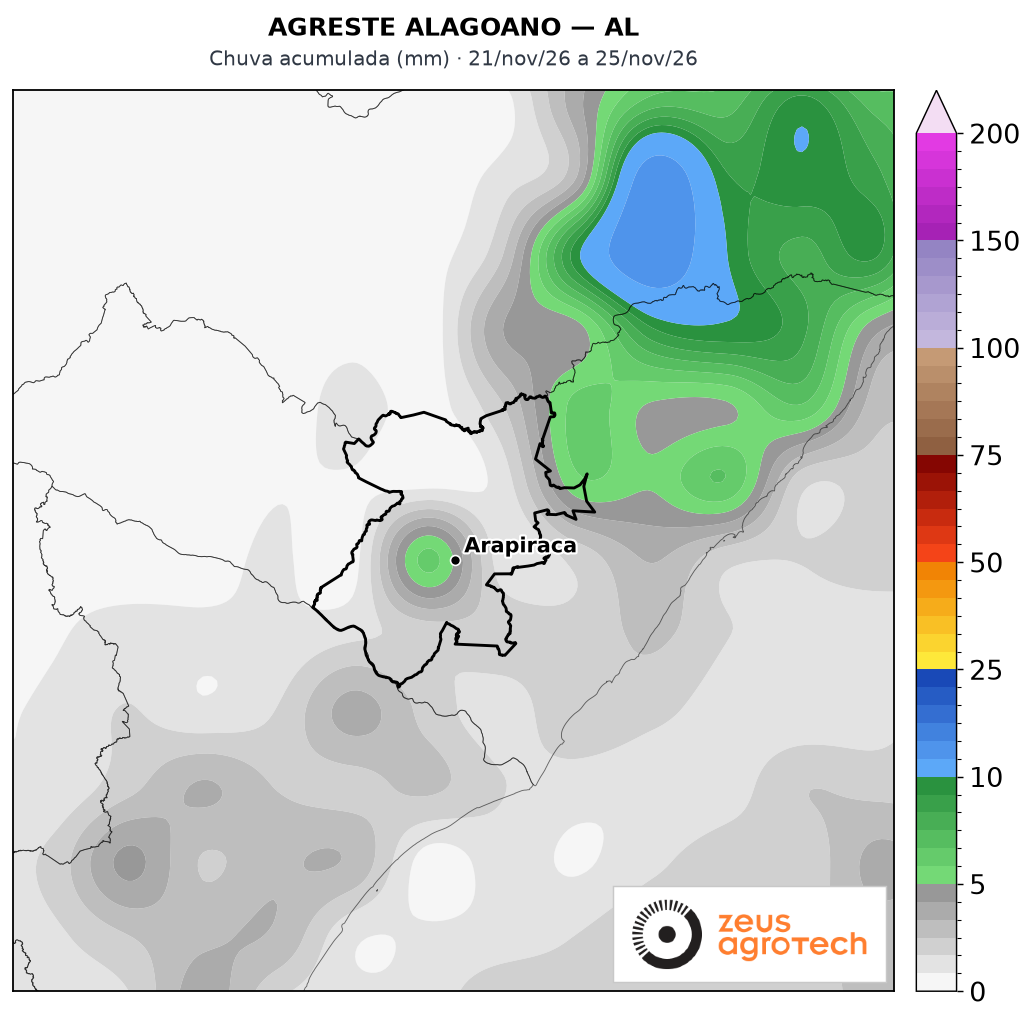 AGRESTE ALAGOANO — AL
Chuva acumulada (mm) · 21/nov/26 a 25/nov/26
Arapiraca
200
150
100
75
50
25
10
5
0
zeus
agrotech